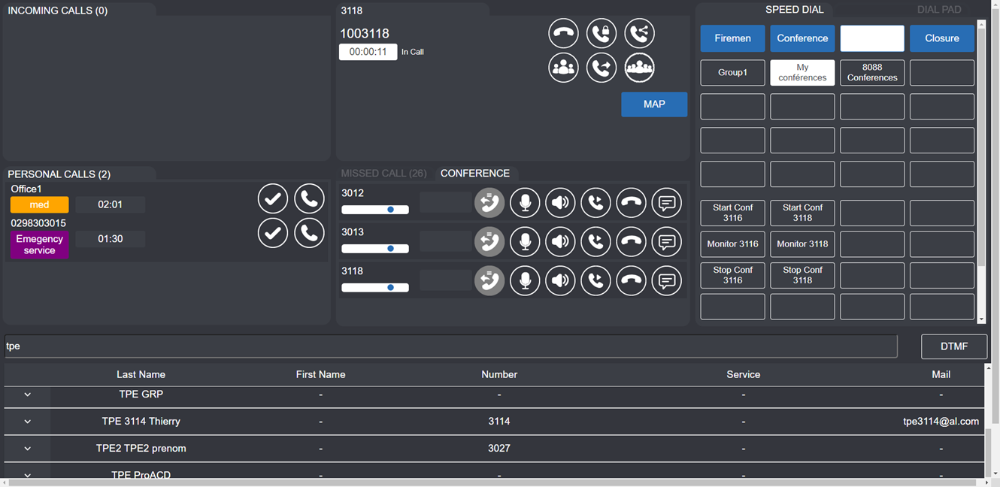 INCOMING CALLS (0)
3118
1003118
00:00:11 In Call
MAP
SPEED DIAL
DIAL PAD
Firemen
Conference
Closure
Group1
My
conférences
8088
Conferences
Start Conf
3116
Start Conf
3118
Monitor 3116
Monitor 3118
Stop Conf
3116
Stop Conf
3118
PERSONAL CALLS (2)
Office1
med
02:01
0298303015
Emegency
service
01:30
MISSED CALL (26)
CONFERENCE
3012
3013
3118
tpe
DTMF
Last Name First Name Number Service Mail
TPE GRP - - - -
TPE 3114 Thierry - 3114 - tpe3114@al.com
TPE2 TPE2 prenom - 3027 - -
TPE ProACD - - - -